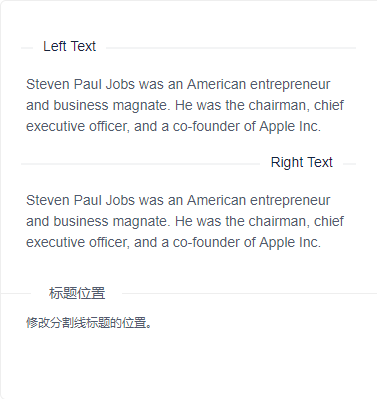 Left Text
Steven Paul Jobs was an American entrepreneur
and business magnate. He was the chairman, chief
executive officer, and a co-founder of Apple Inc.
Right Text
Steven Paul Jobs was an American entrepreneur
and business magnate. He was the chairman, chief
executive officer, and a co-founder of Apple Inc.
标题位置
修改分割线标题的位置。